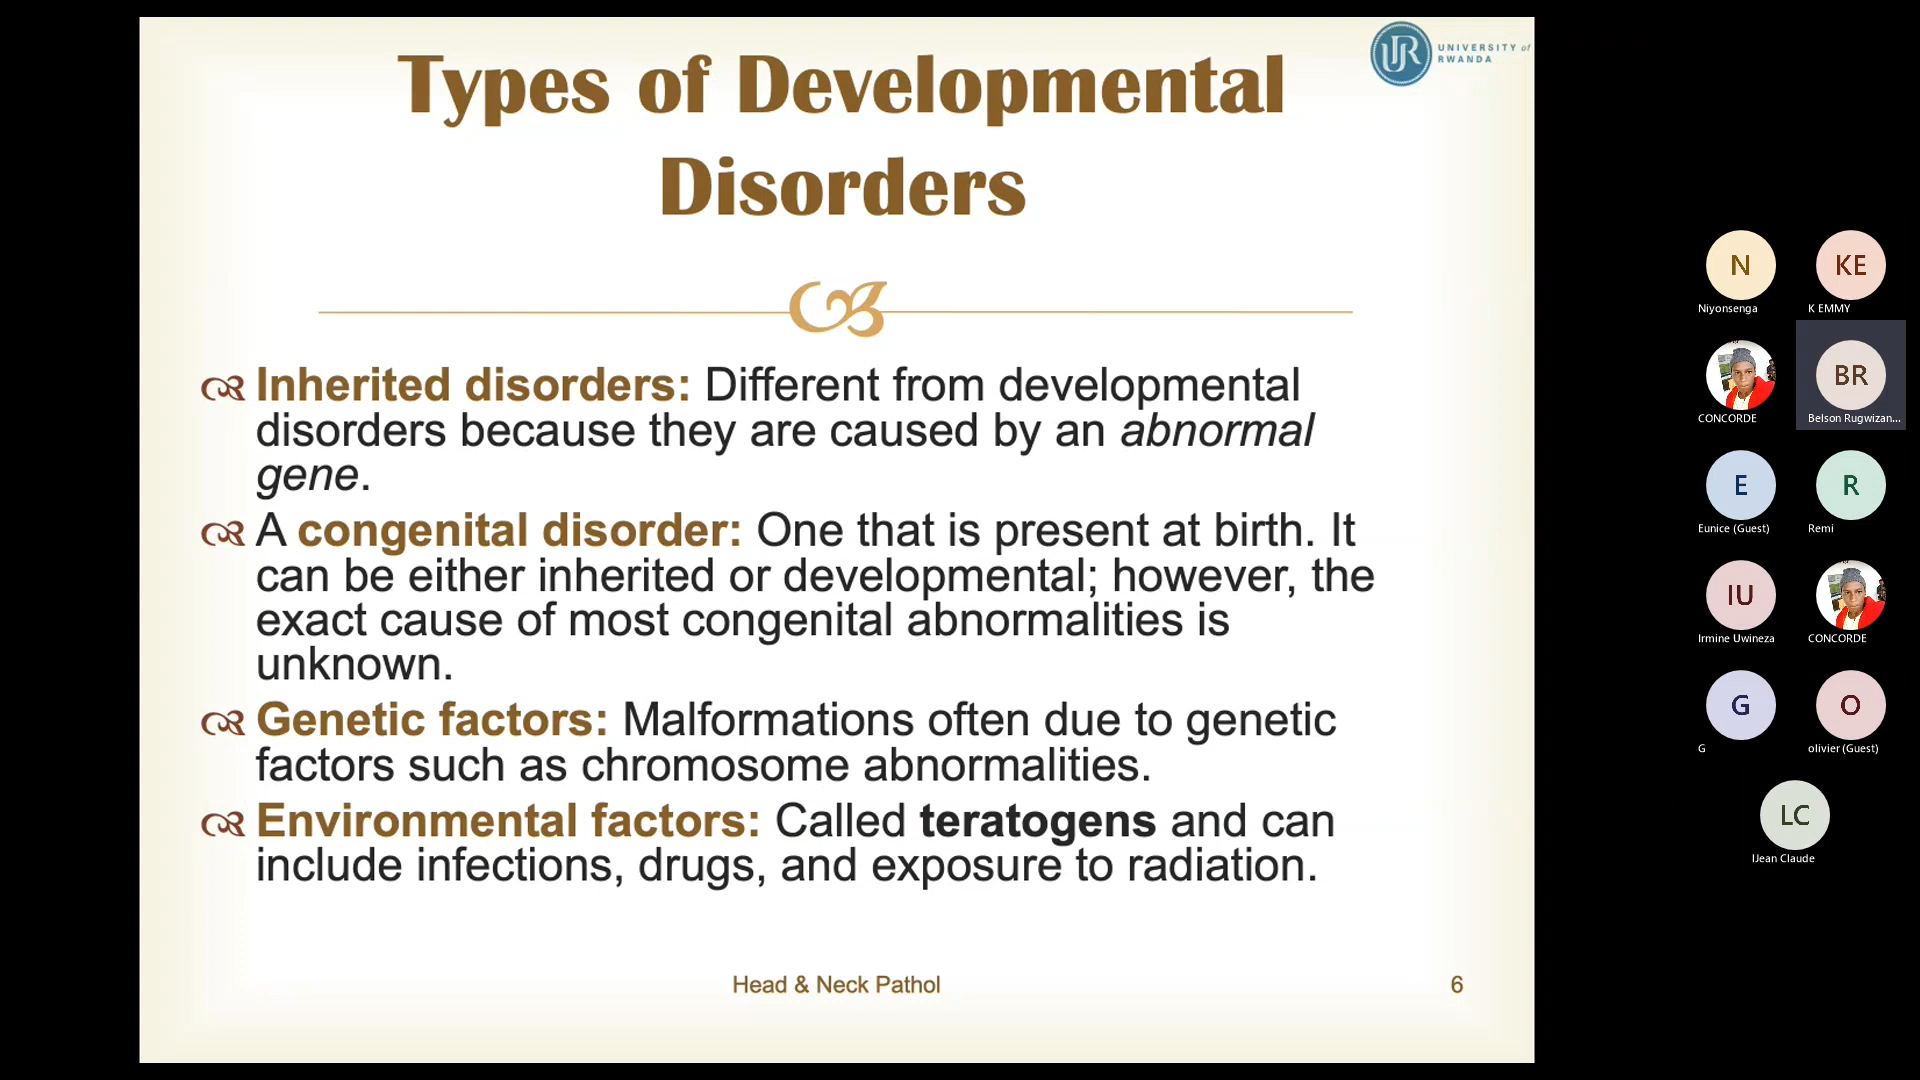 Types of Developmental
Disorders
UNIVERSITY of
RWANDA
Inherited disorders: Different from developmental
disorders because they are caused by an abnormal
gene.
A congenital disorder: One that is present at birth. It
can be either inherited or developmental; however, the
exact cause of most congenital abnormalities is
unknown.
Genetic factors: Malformations often due to genetic
factors such as chromosome abnormalities.
Environmental factors: Called teratogens and can
include infections, drugs, and exposure to radiation.
Head & Neck Pathol
6
N
Niyonsenga
KE
K EMMY
CONCORDE
BR
Belson Rugwizan...
E
Eunice (Guest)
R
Remi
IU
Irmine Uwineza
CONCORDE
G
G
O
olivier (Guest)
LC
IJean Claude